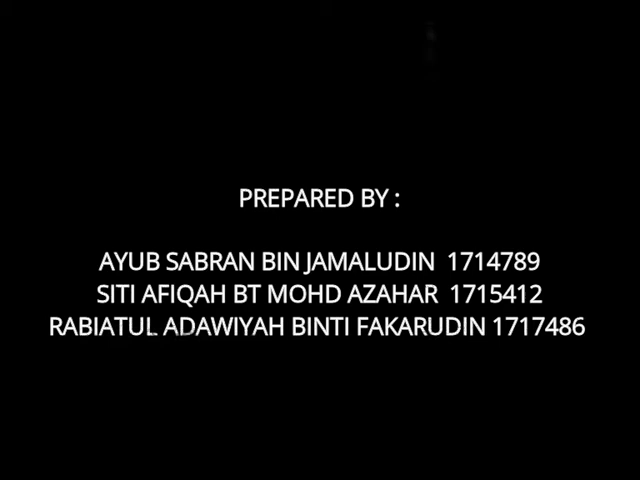 PREPARED BY :
AYUB SABRAN BIN JAMALUDIN 1714789
SITI AFIQAH BT MOHD AZAHAR 1715412
RABIATUL ADAWIYAH BINTI FAKARUDIN 1717486